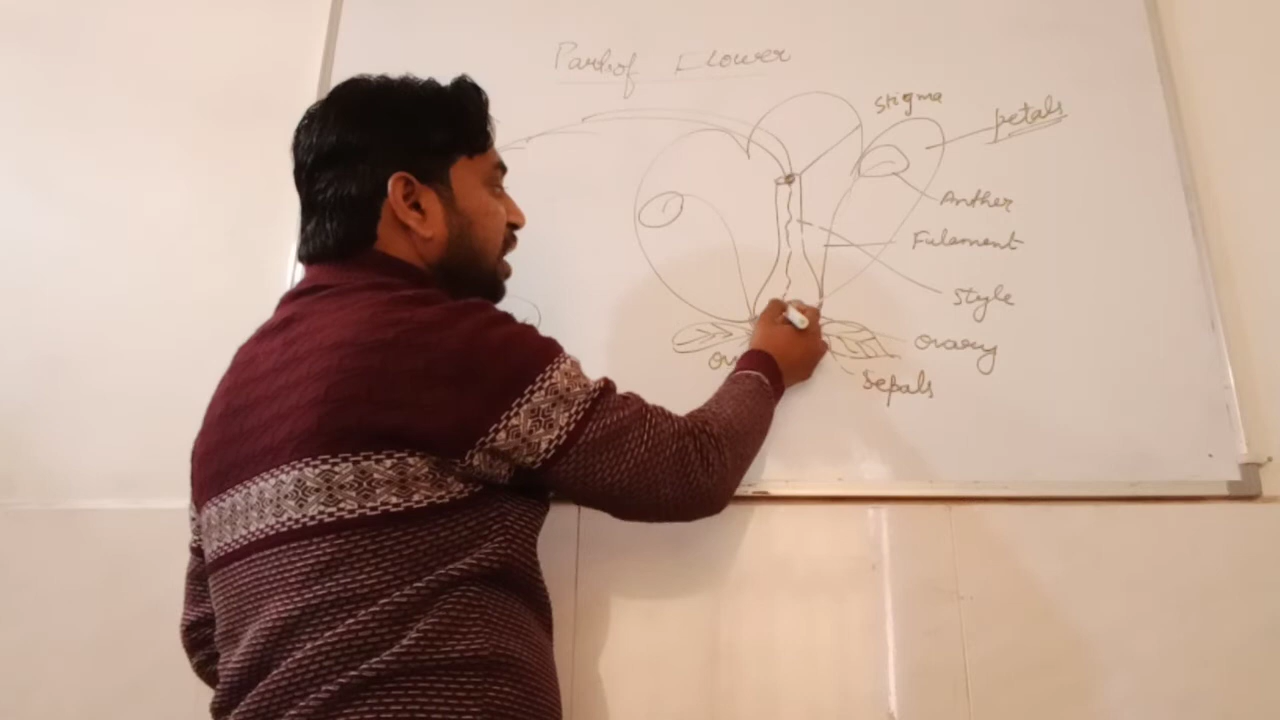 Part of Flower
Stigma
petals
Anther
Fulament
Style
ovary
Sepals